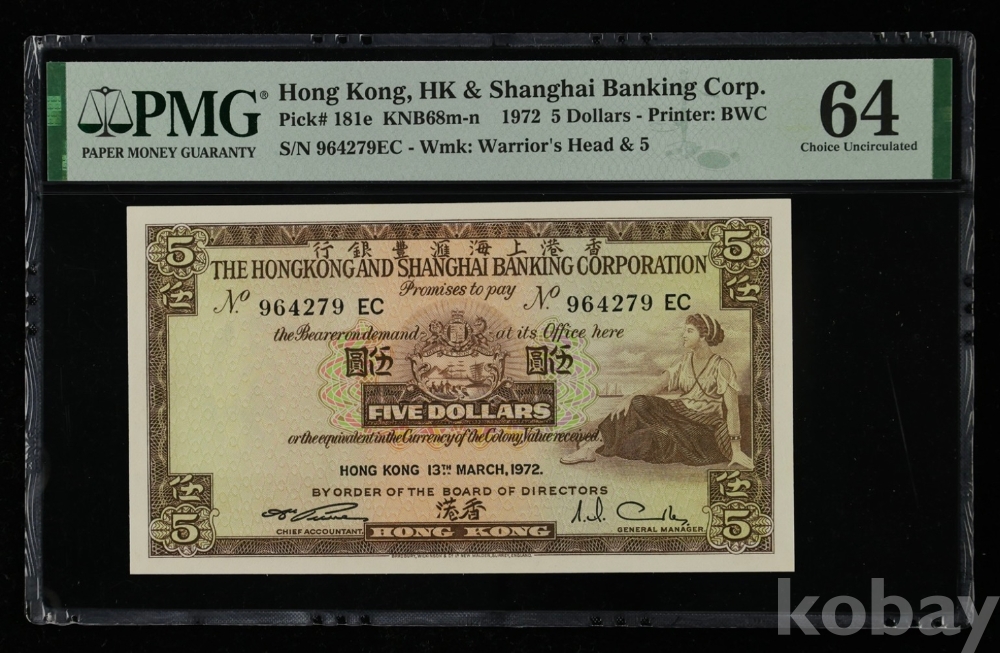 PMG®
PAPER MONEY GUARANTY
Hong Kong, HK & Shanghai Banking Corp.
Pick# 181e KNB68m-n 1972 5 Dollars - Printer: BWC
S/N 964279EC - Wmk: Warrior's Head & 5
64
Choice Uncirculated
5 5
行銀豐滙海上港香
THE HONGKONG AND SHANGHAI BANKING CORPORATION
伍 伍
Promises to pay
No 964279 EC No 964279 EC
the Bearer on demand at its Office here
圓伍 圓伍
FIVE DOLLARS
or the equivalent in the Currency of the Colony, Value received.
HONG KONG 13TH MARCH, 1972.
BY ORDER OF THE BOARD OF DIRECTORS
伍 伍
港香
5 5
CHIEF ACCOUNTANT. GENERAL MANAGER.
HONG KONG
kobay